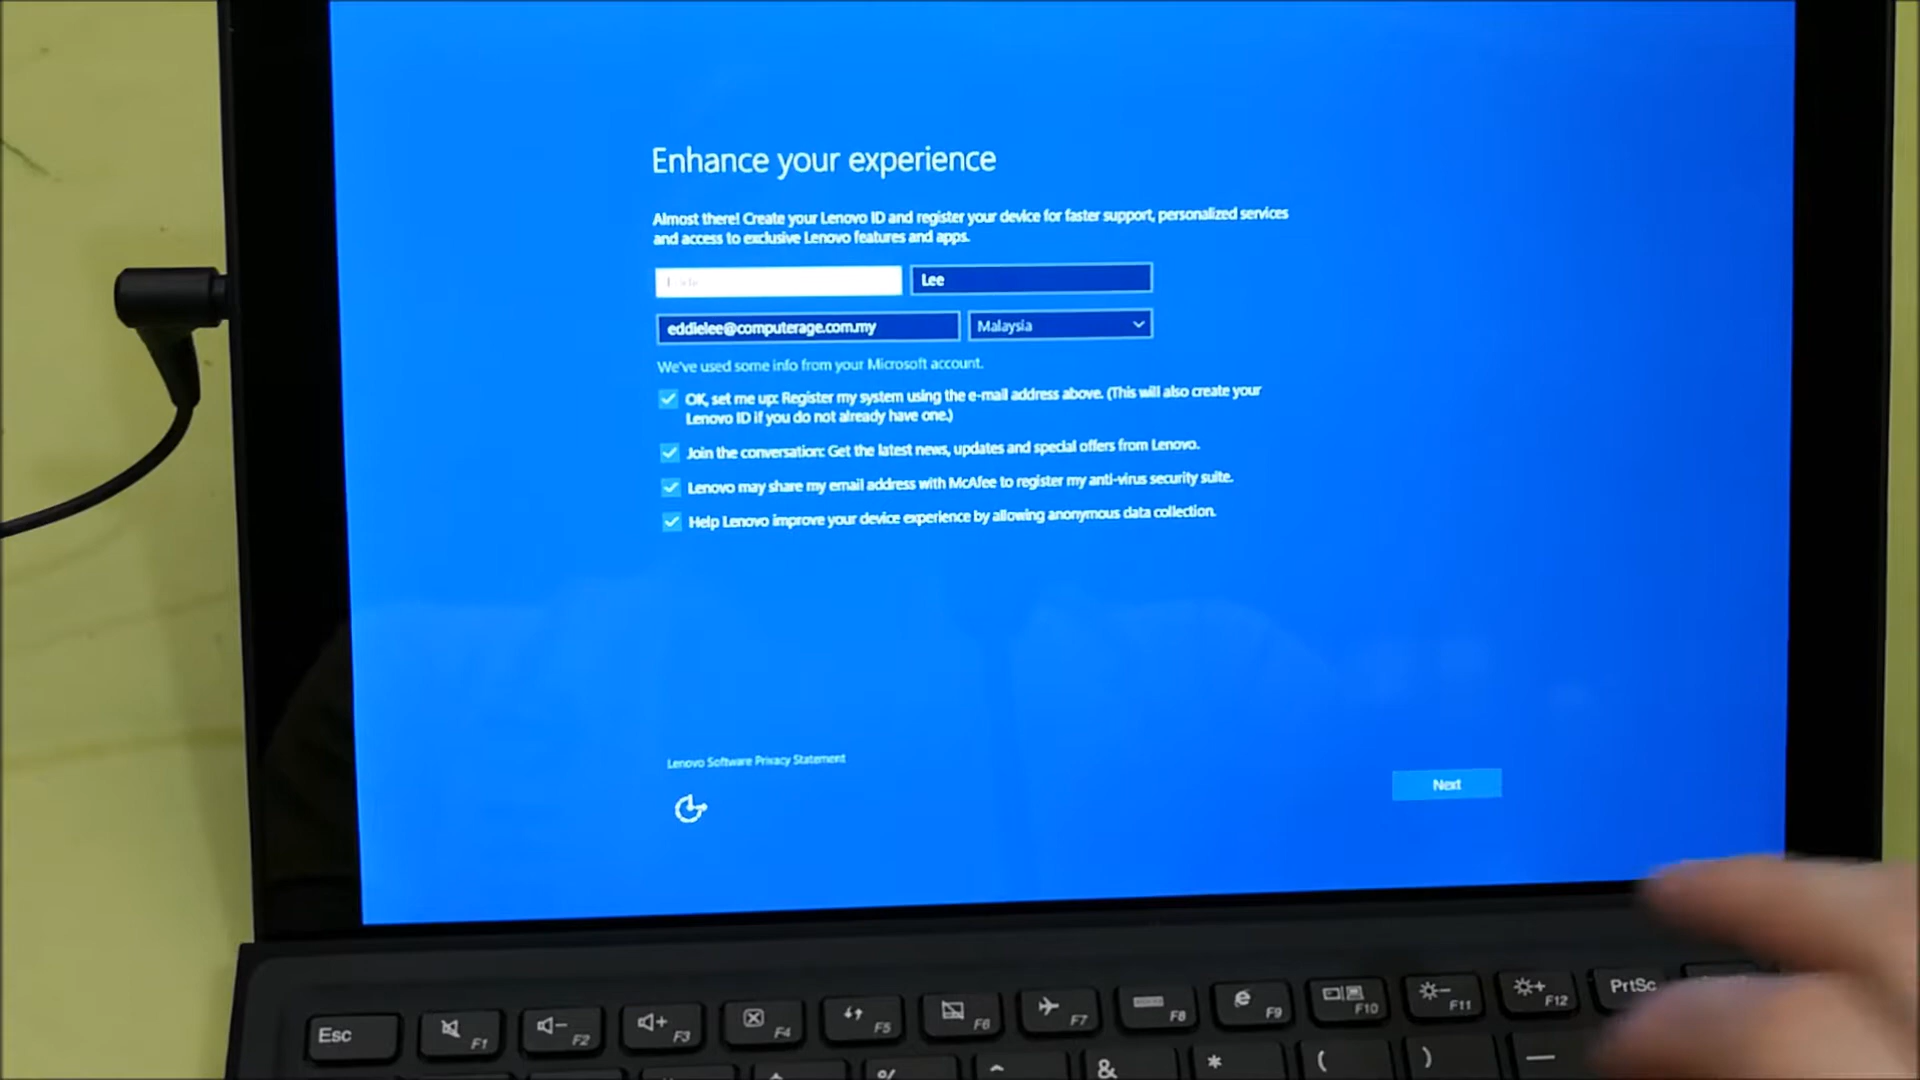 Enhance your experience
Almost there! Create your Lenovo ID and register your device for faster support, personalized services
and access to exclusive Lenovo features and apps.
Lee
eddielee@computerage.com.my Malaysia
We've used some info from your Microsoft account.
OK, set me up: Register my system using the e-mail address above. (This will also create your
Lenovo ID if you do not already have one.)
Join the conversation: Get the latest news, updates and special offers from Lenovo.
Lenovo may share my email address with McAfee to register my anti-virus security suite.
Help Lenovo improve your device experience by allowing anonymous data collection.
Lenovo Software Privacy Statement
Next
Esc F1 F2 F3 F4 F5 F6 F7 F8 F9 F10 F11 F12 PrtSc
% ^ & * ( ) —